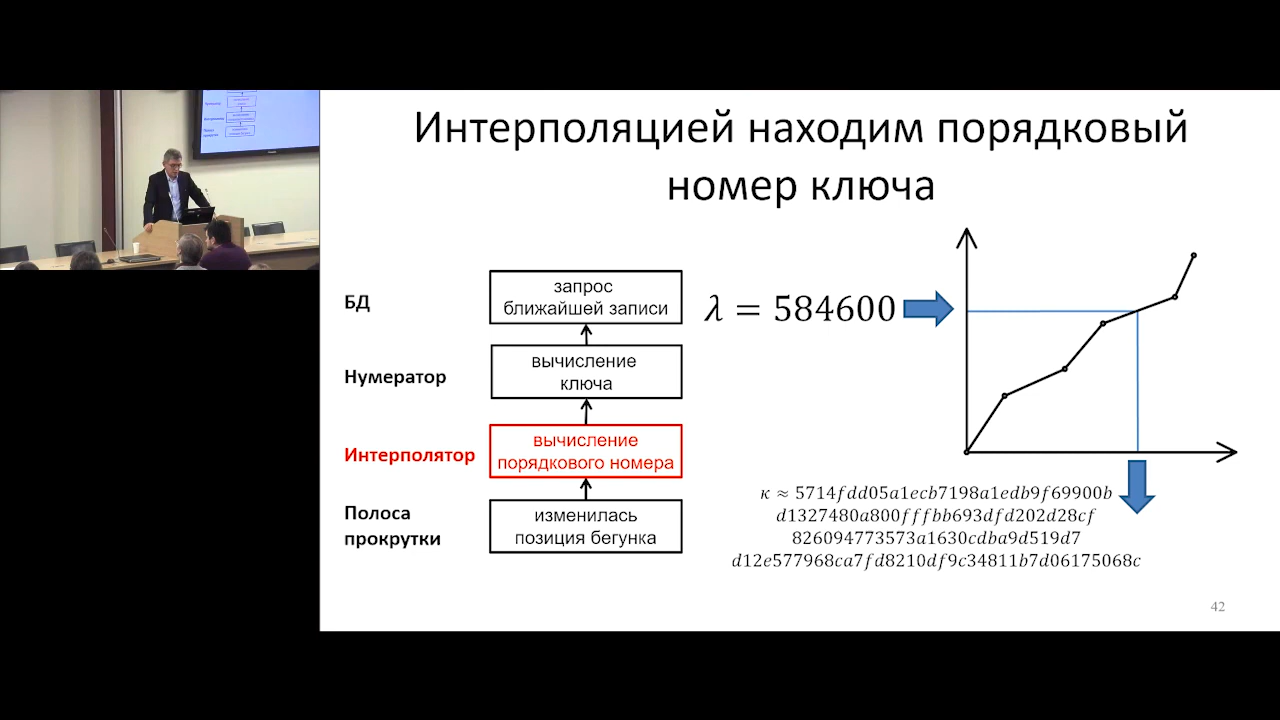 Интерполяцией находим порядковый
номер ключа
БД
запрос
ближайшей записи
λ = 584600
Нумератор
вычисление
ключа
Интерполятор
вычисление
порядкового номера
Полоса
прокрутки
изменилась
позиция бегунка
κ ≈ 5714fdd05a1ecb7198a1edb9f69900b
d1327480a800fffbb693dfd202d28cf
826094773573a1630cdba9d519d7
d12e577968ca7fd8210df9c34811b7d06175068c
42